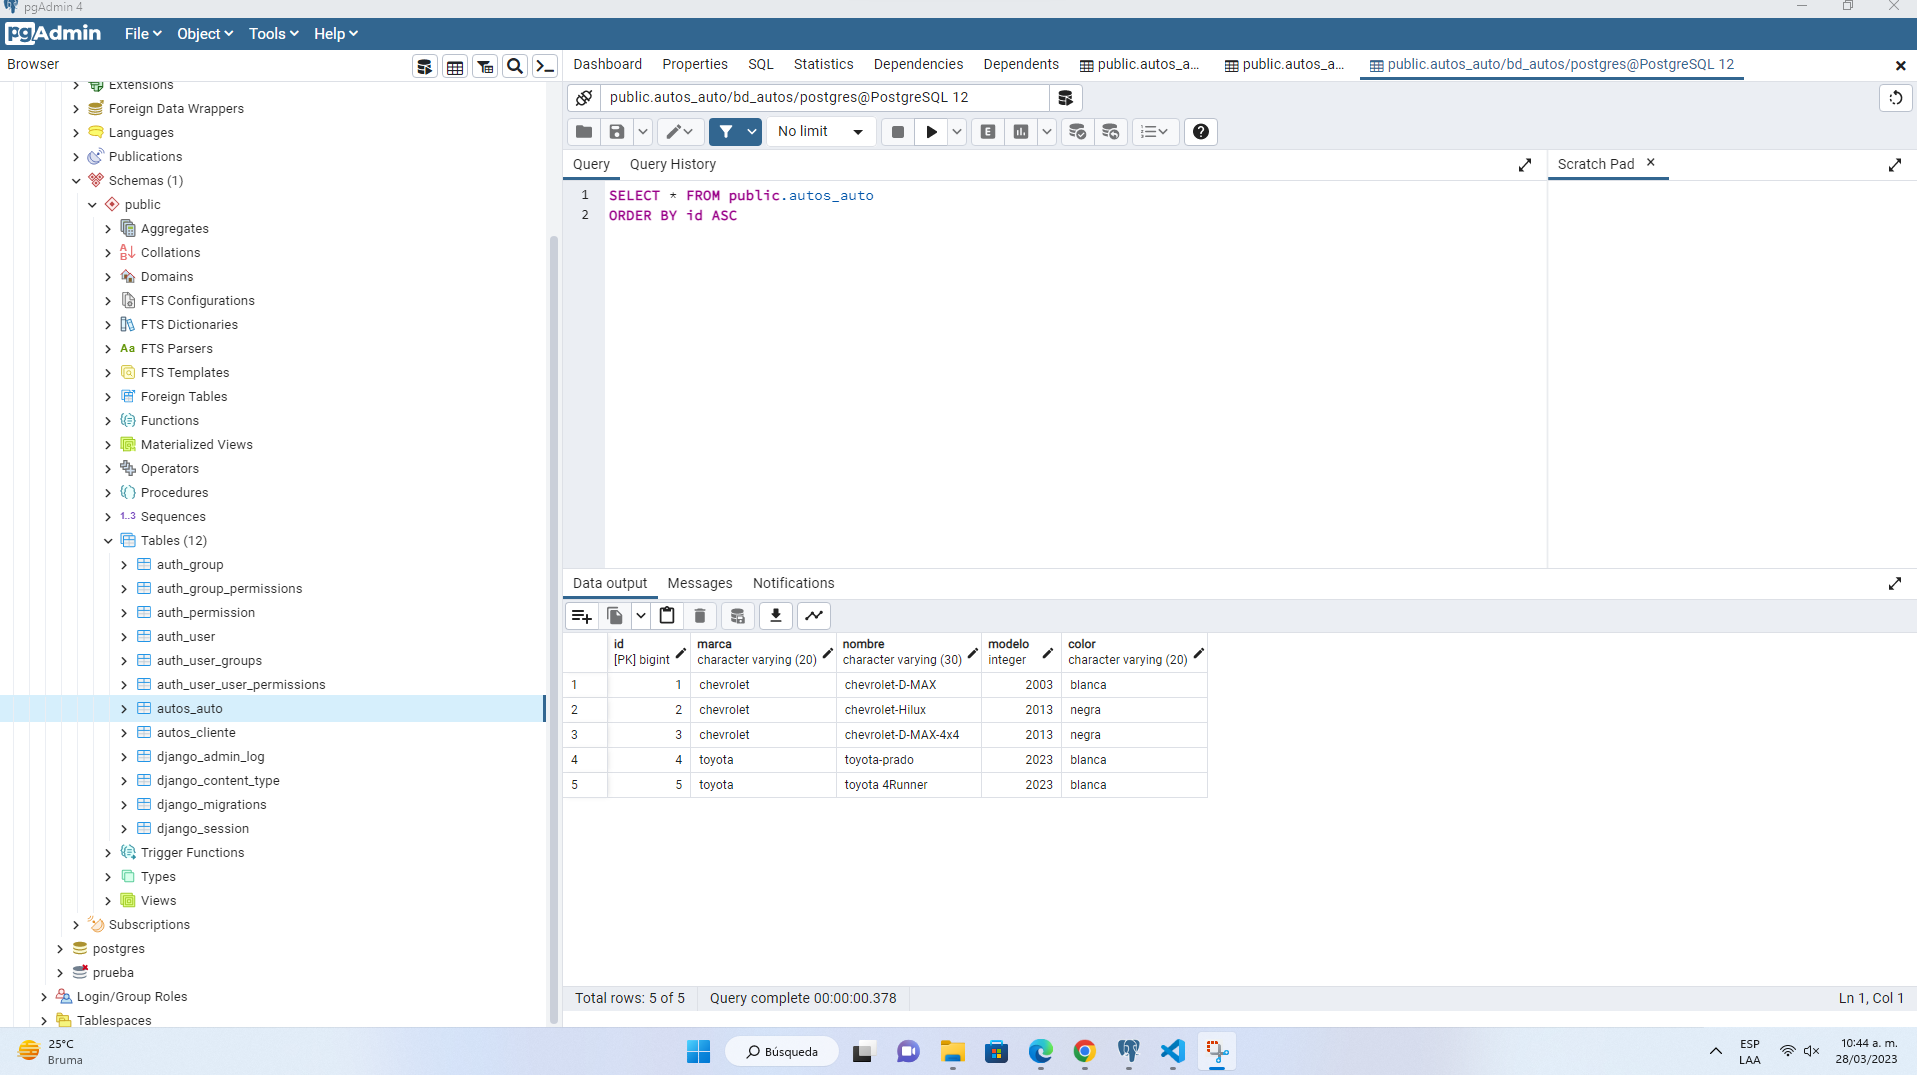 pgAdmin 4
pgAdmin File Object Tools Help
Browser
Dashboard Properties SQL Statistics Dependencies Dependents public.autos_a... public.autos_a... public.autos_auto/bd_autos/postgres@PostgreSQL 12
Extensions
Foreign Data Wrappers
Languages
Publications
Schemas (1)
public
Aggregates
Collations
Domains
FTS Configurations
FTS Dictionaries
Aa FTS Parsers
FTS Templates
Foreign Tables
Functions
Materialized Views
Operators
Procedures
1..3 Sequences
Tables (12)
auth_group
auth_group_permissions
auth_permission
auth_user
auth_user_groups
auth_user_user_permissions
autos_auto
autos_cliente
django_admin_log
django_content_type
django_migrations
django_session
Trigger Functions
Types
Views
Subscriptions
postgres
prueba
Login/Group Roles
Tablespaces
public.autos_auto/bd_autos/postgres@PostgreSQL 12
No limit
E
Query Query History
Scratch Pad
1 SELECT * FROM public.autos_auto
2 ORDER BY id ASC
Data output Messages Notifications
id marca nombre modelo color
[PK] bigint character varying (20) character varying (30) integer character varying (20)
1 1 chevrolet chevrolet-D-MAX 2003 blanca
2 2 chevrolet chevrolet-Hilux 2013 negra
3 3 chevrolet chevrolet-D-MAX-4x4 2013 negra
4 4 toyota toyota-prado 2023 blanca
5 5 toyota toyota 4Runner 2023 blanca
Total rows: 5 of 5 Query complete 00:00:00.378 Ln 1, Col 1
25°C
Bruma
Búsqueda
ESP
LAA
10:44 a. m.
28/03/2023